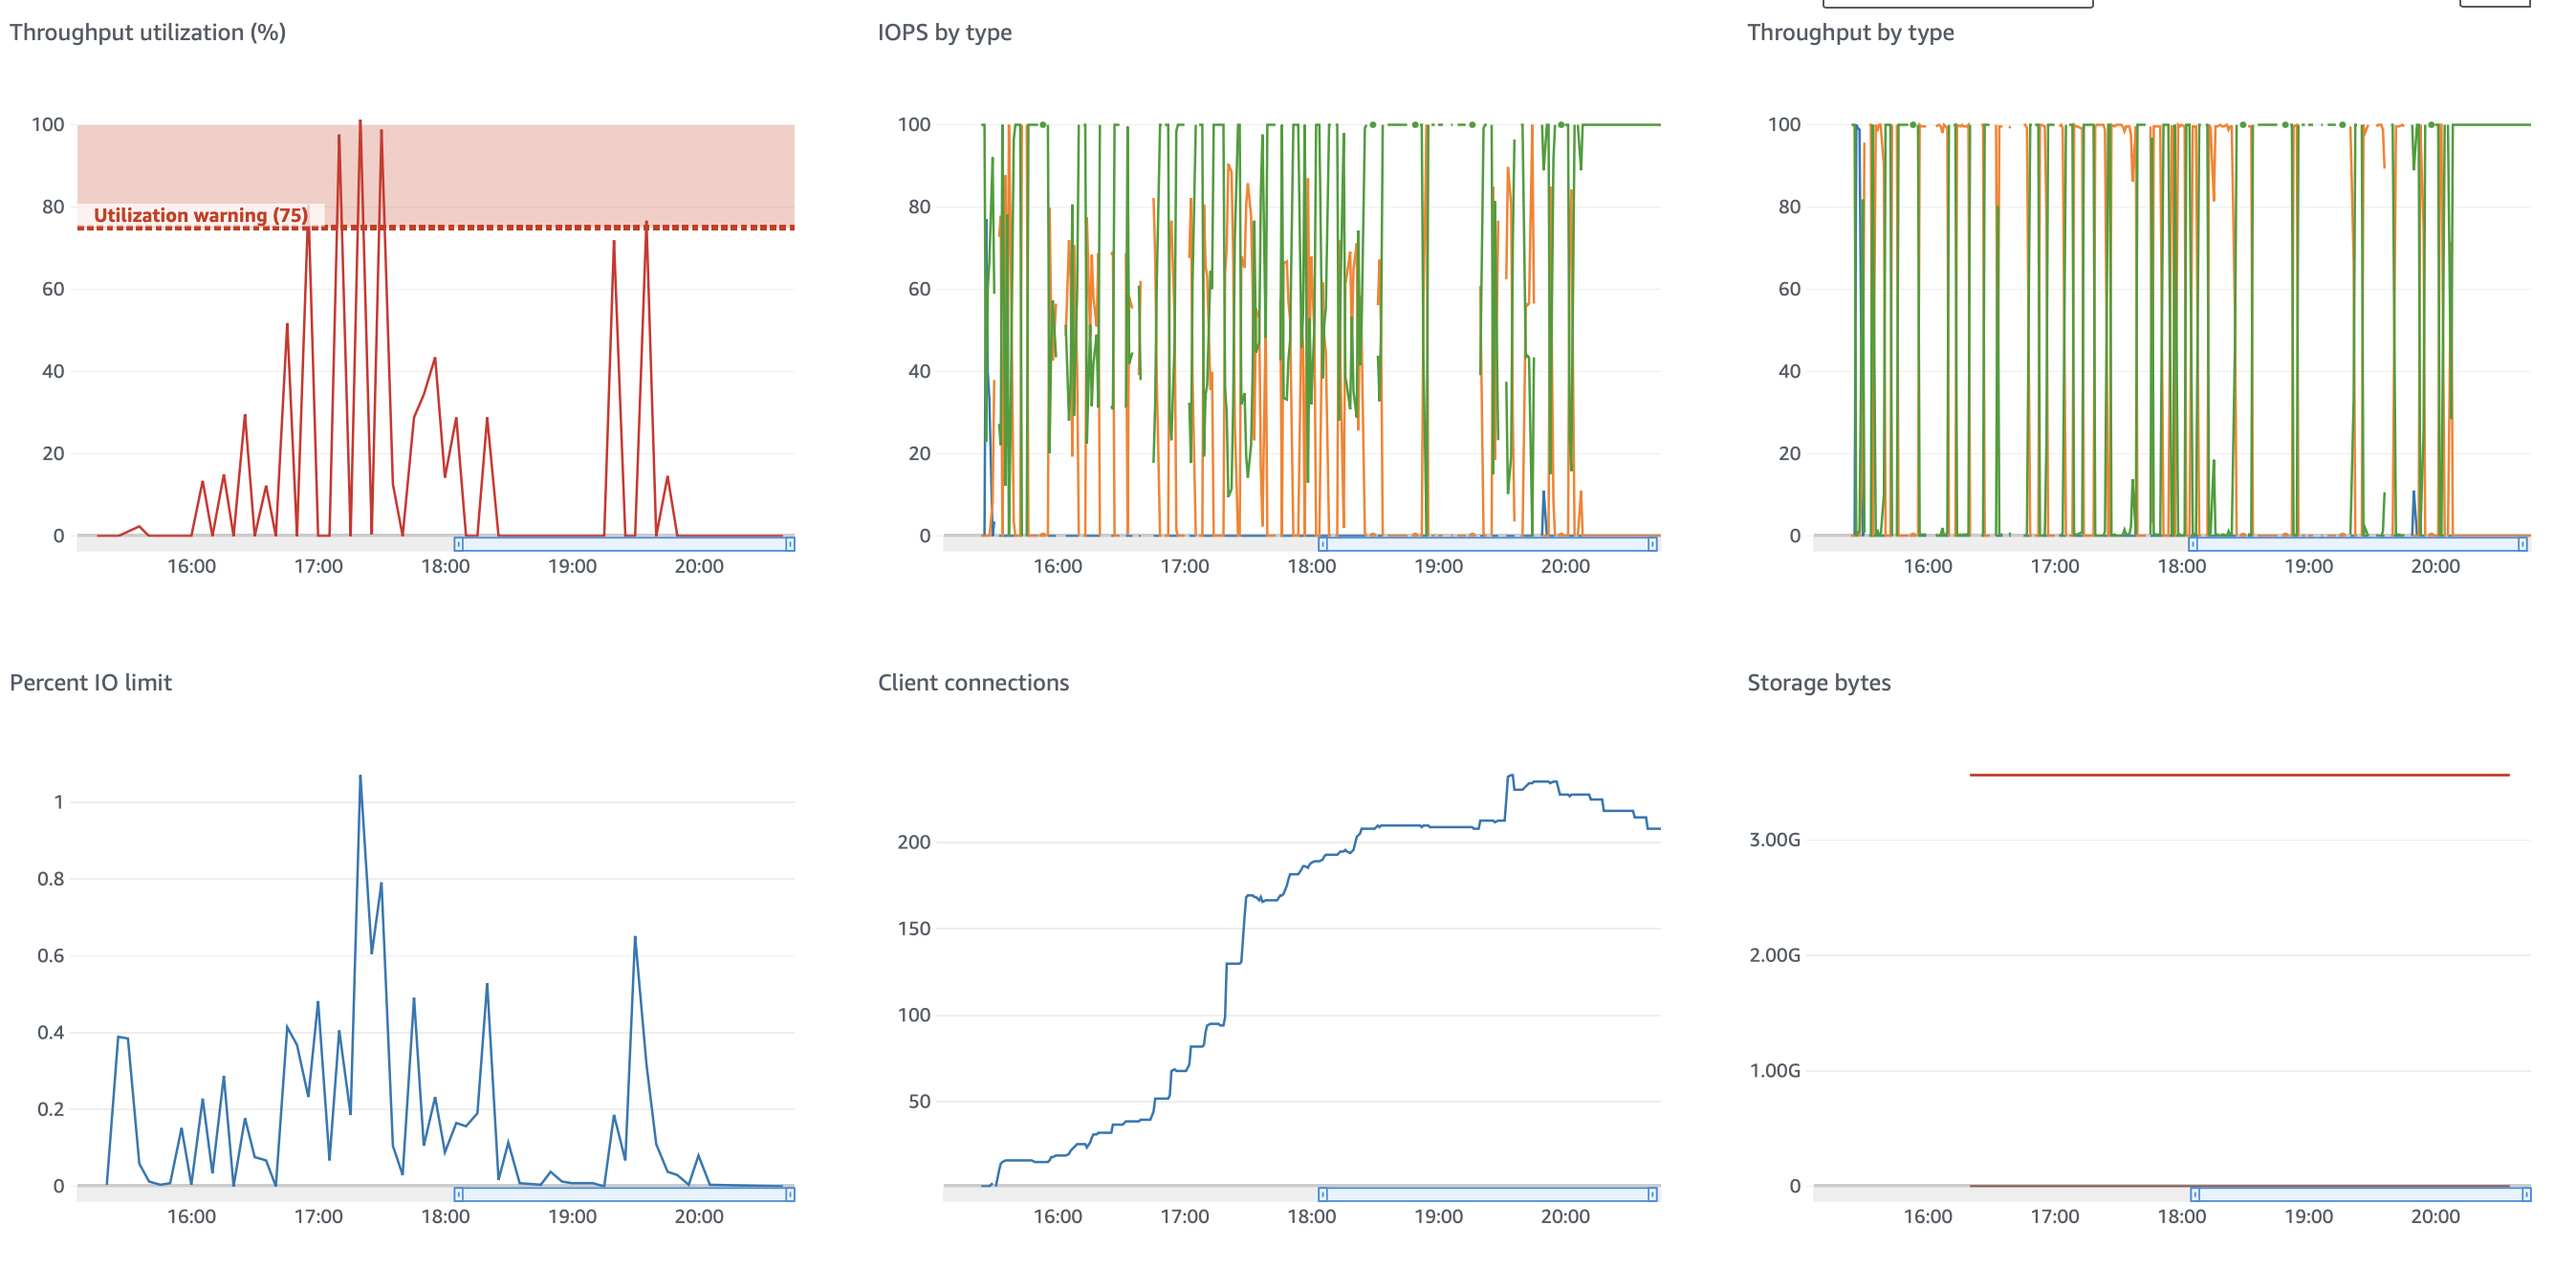 Throughput utilization (%)
100
80
60
40
20
0
Utilization warning (75)
16:00 17:00 18:00 19:00 20:00
IOPS by type
100
80
60
40
20
0
16:00 17:00 18:00 19:00 20:00
Throughput by type
100
80
60
40
20
0
16:00 17:00 18:00 19:00 20:00
Percent IO limit
1
0.8
0.6
0.4
0.2
0
16:00 17:00 18:00 19:00 20:00
Client connections
200
150
100
50
16:00 17:00 18:00 19:00 20:00
Storage bytes
3.00G
2.00G
1.00G
0
16:00 17:00 18:00 19:00 20:00